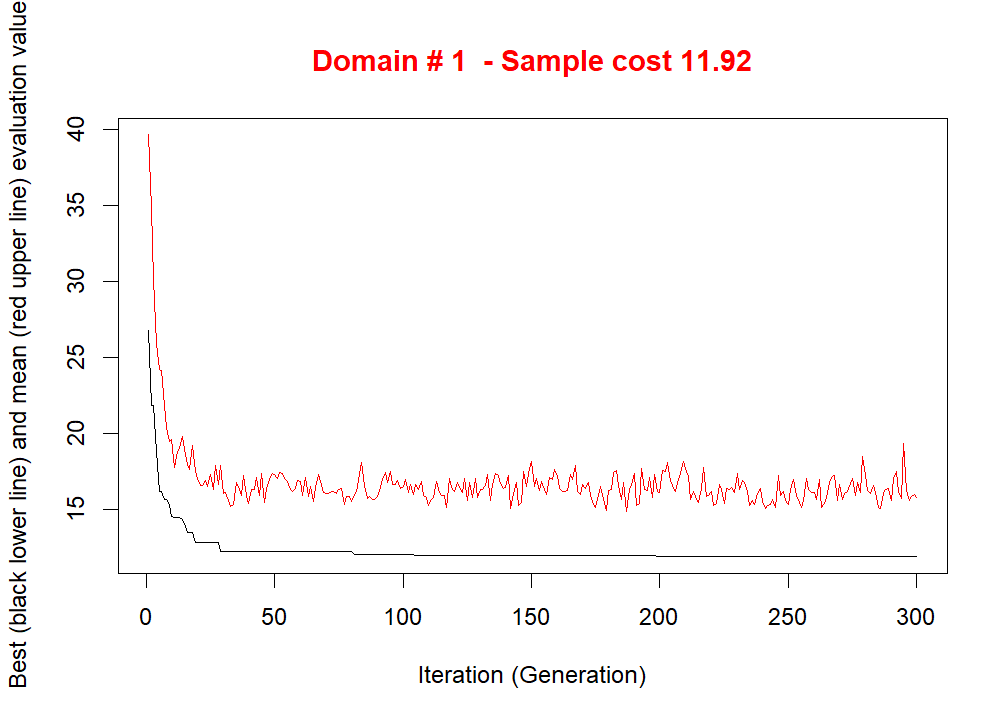 Domain # 1  - Sample cost 11.92
Best (black lower line) and mean (red upper line) evaluation value
40
35
30
25
20
15
0 50 100 150 200 250 300
Iteration (Generation)